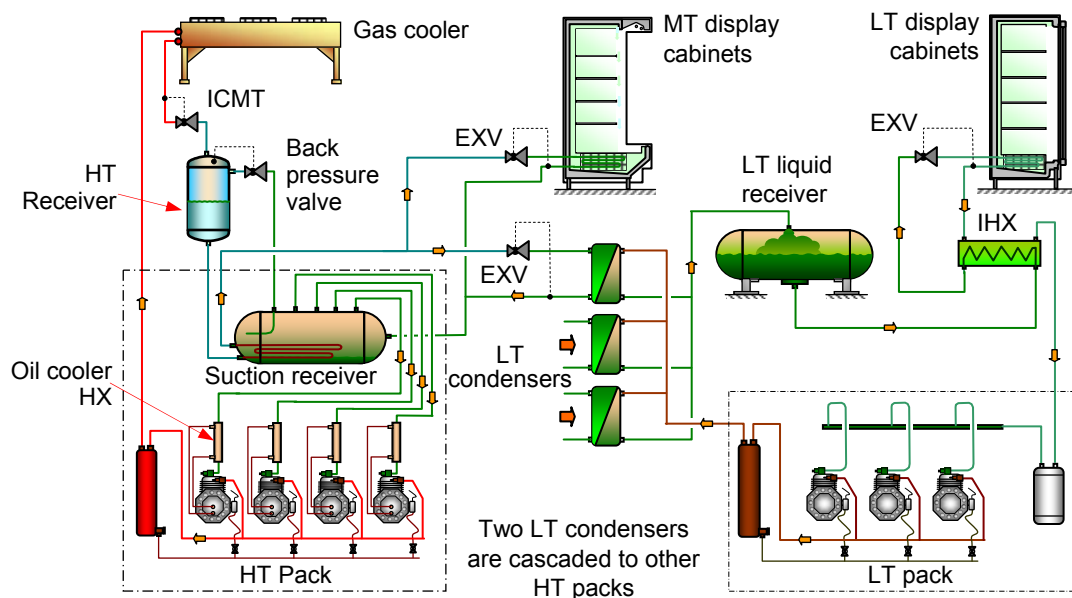 Gas cooler
MT display
cabinets
LT display
cabinets
ICMT
EXV
EXV
HT
Receiver
Back
pressure
valve
LT liquid
receiver
IHX
EXV
Suction receiver
LT
condensers
Oil cooler
HX
Two LT condensers
are cascaded to other
HT packs
HT Pack
LT pack